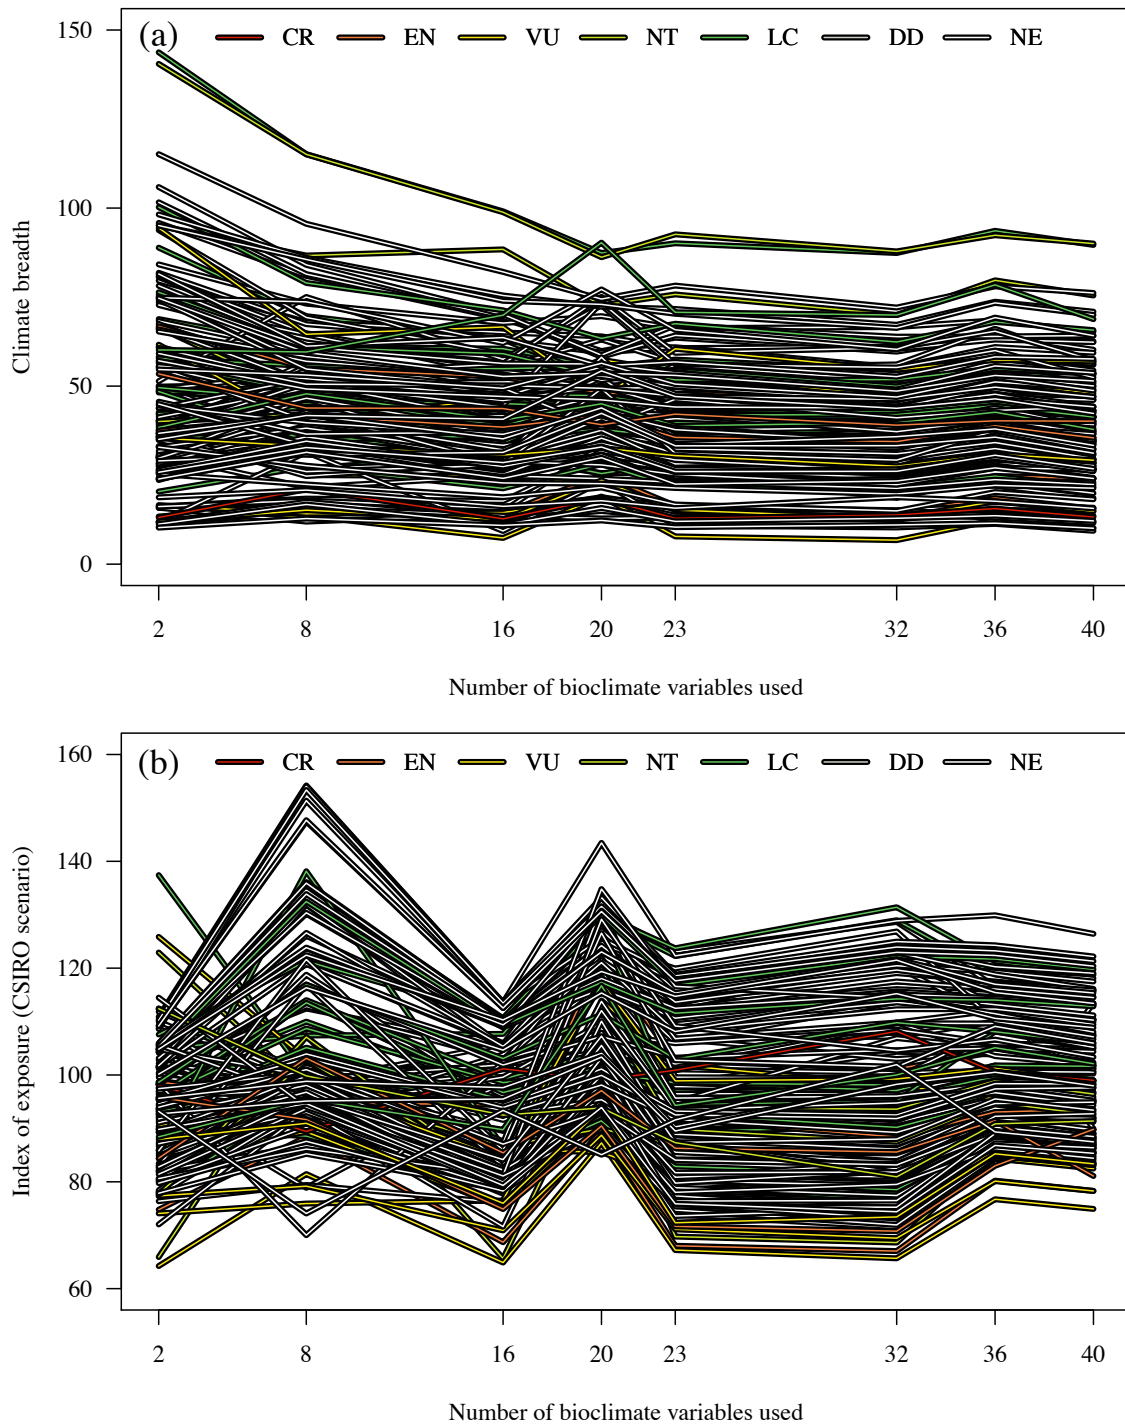 (a) CR EN VU NT LC DD NE
150
100
50
0
Climate breadth
2 8 16 20 23 32 36 40
Number of bioclimate variables used
(b) CR EN VU NT LC DD NE
160
140
120
100
80
60
Index of exposure (CSIRO scenario)
2 8 16 20 23 32 36 40
Number of bioclimate variables used